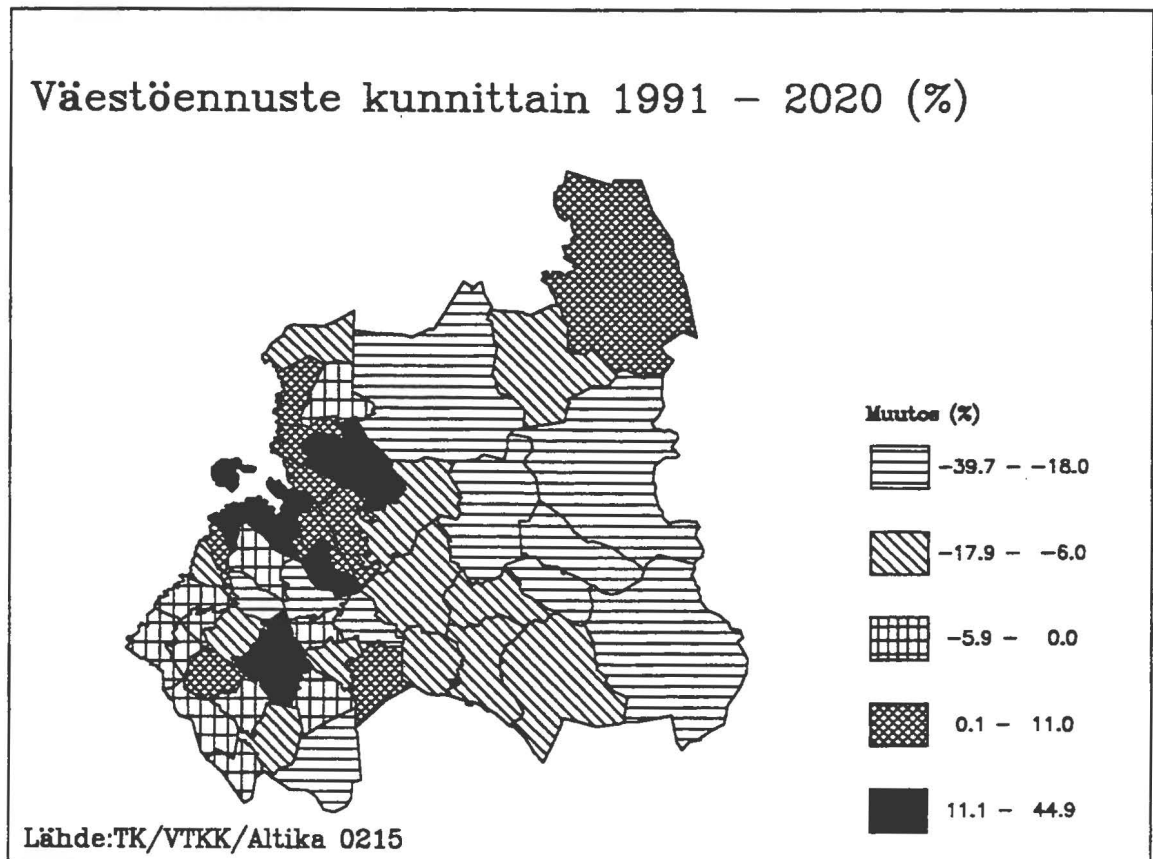 Väestöennuste kunnittain 1991 - 2020 (%)
Muutos (%)
-39.7 - -18.0
-17.9 - -6.0
-5.9 - 0.0
0.1 - 11.0
11.1 - 44.9
Lähde:TK/VTKK/Altika 0215